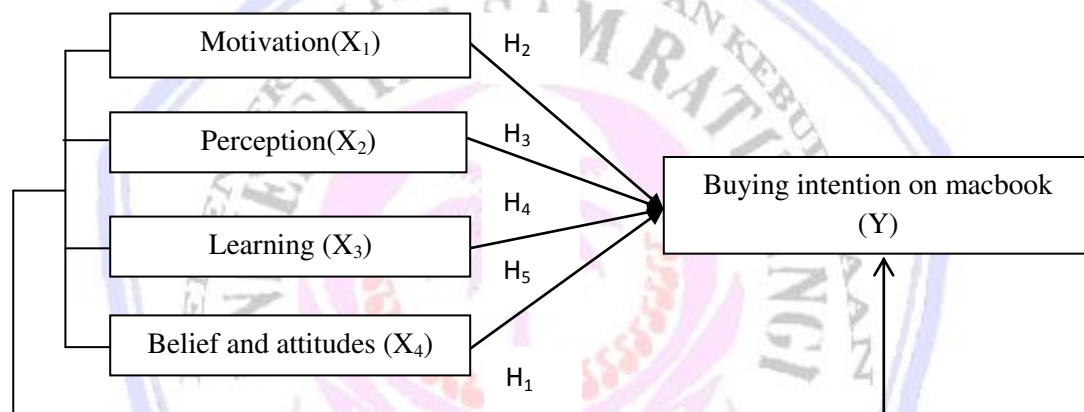 Motivation(X₁)
H₂
Perception(X₂)
H₃
Buying intention on macbook
(Y)
H₄
Learning (X₃)
H₅
Belief and attitudes (X₄)
H₁